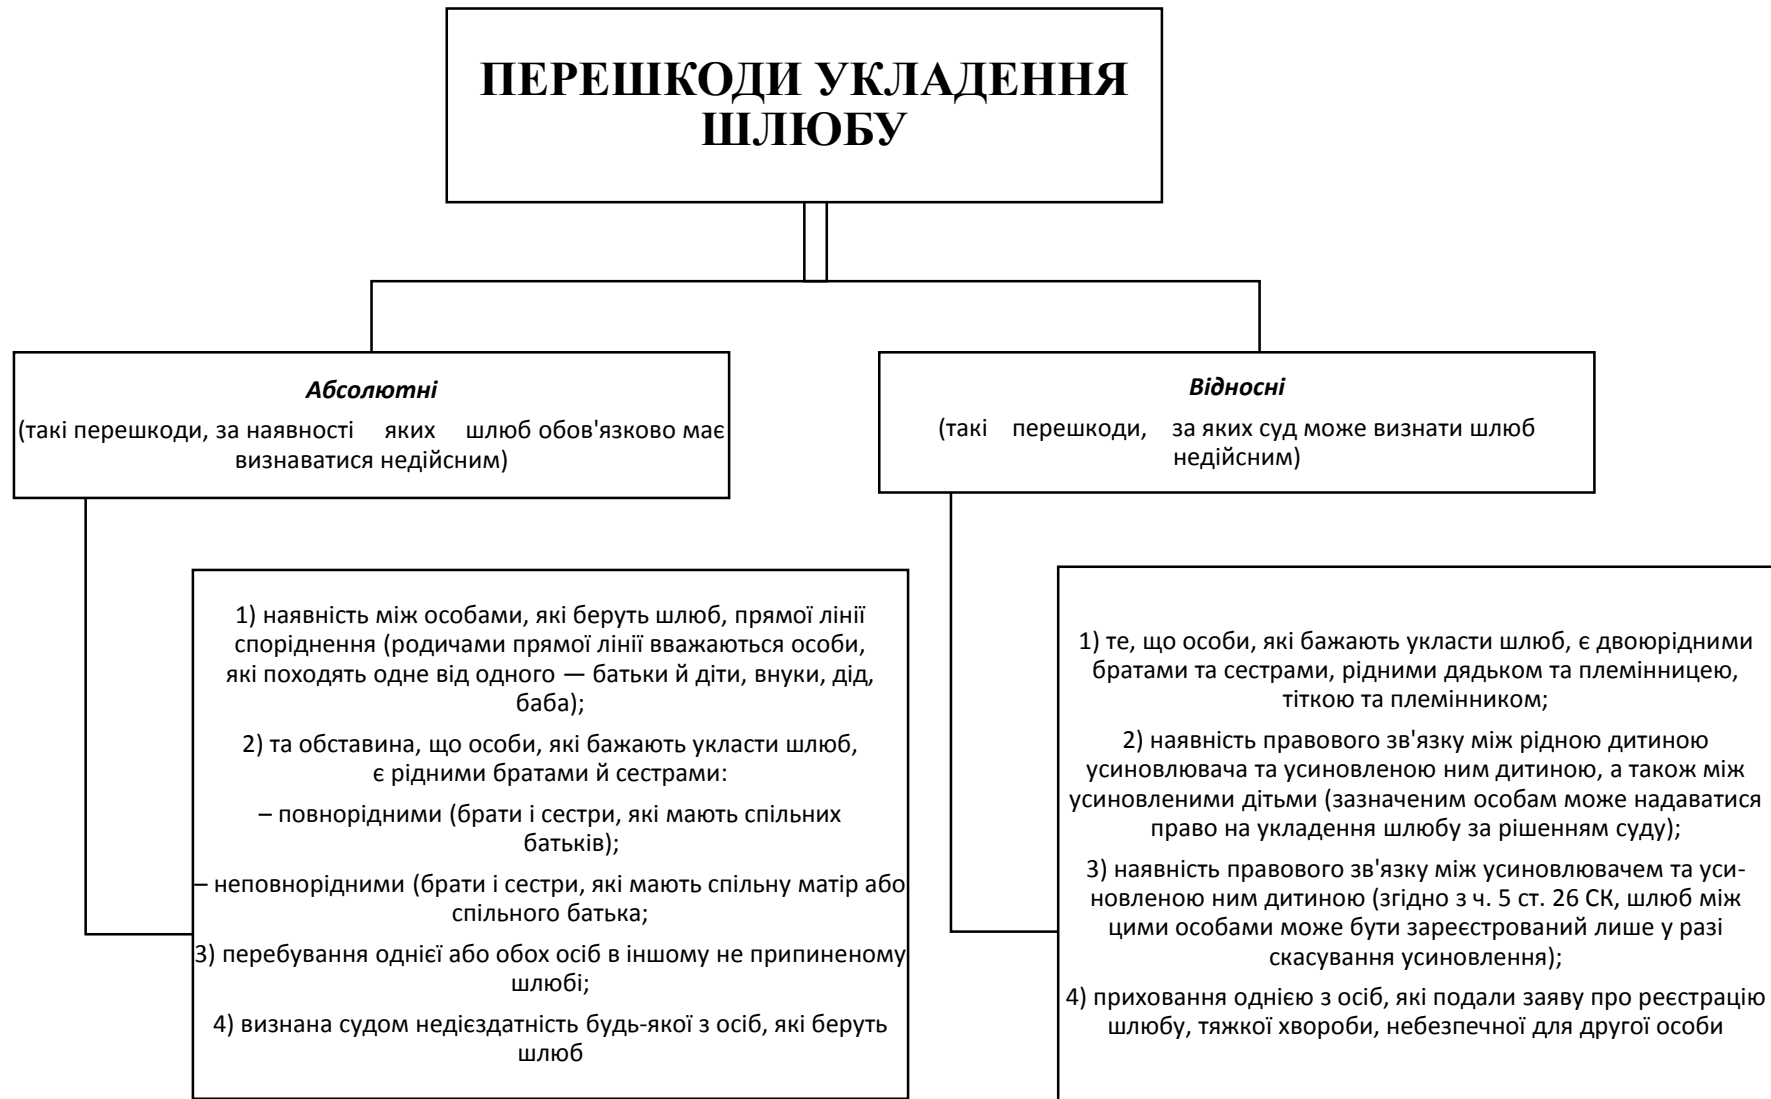 ПЕРЕШКОДИ УКЛАДЕННЯ
ШЛЮБУ
Абсолютні
(такі перешкоди, за наявності яких шлюб обов'язково має
визнаватися недійсним)
Відносні
(такі перешкоди, за яких суд може визнати шлюб
недійсним)
1) наявність між особами, які беруть шлюб, прямої лінії
споріднення (родичами прямої лінії вважаються особи,
які походять одне від одного — батьки й діти, внуки, дід,
баба);
2) та обставина, що особи, які бажають укласти шлюб,
є рідними братами й сестрами:
– повнорідними (брати і сестри, які мають спільних
батьків);
– неповнорідними (брати і сестри, які мають спільну матір або
спільного батька;
3) перебування однієї або обох осіб в іншому не припиненому
шлюбі;
4) визнана судом недієздатність будь-якої з осіб, які беруть
шлюб
1) те, що особи, які бажають укласти шлюб, є двоюрідними
братами та сестрами, рідними дядьком та племінницею,
тіткою та племінником;
2) наявність правового зв'язку між рідною дитиною
усиновлювача та усиновленою ним дитиною, а також між
усиновленими дітьми (зазначеним особам може надаватися
право на укладення шлюбу за рішенням суду);
3) наявність правового зв'язку між усиновлювачем та уси-
новленою ним дитиною (згідно з ч. 5 ст. 26 СК, шлюб між
цими особами може бути зареєстрований лише у разі
скасування усиновлення);
4) приховання однією з осіб, які подали заяву про реєстрацію
шлюбу, тяжкої хвороби, небезпечної для другої особи